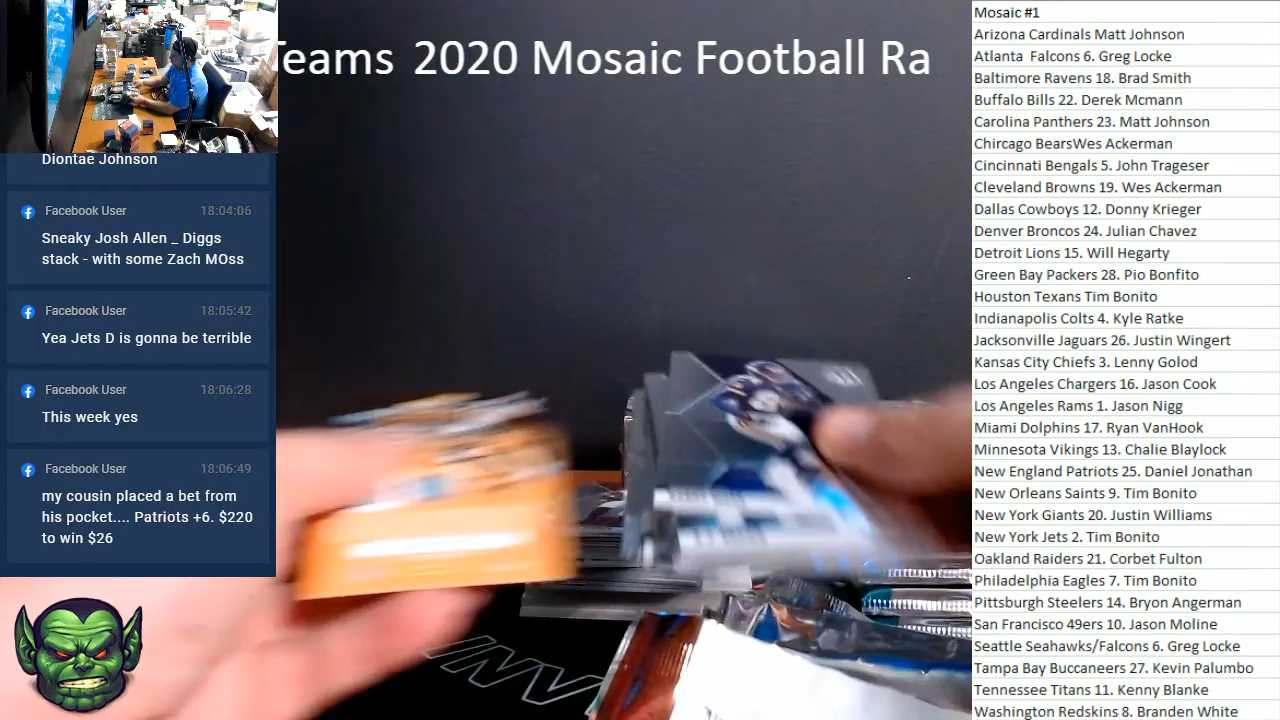 Teams 2020 Mosaic Football Ra
Diontae Johnson
Facebook User 18:04:06
Sneaky Josh Allen _ Diggs
stack - with some Zach MOss
Facebook User 18:05:42
Yea Jets D is gonna be terrible
Facebook User 18:06:28
This week yes
Facebook User 18:06:49
my cousin placed a bet from
his pocket.... Patriots +6. $220
to win $26
Mosaic #1
Arizona Cardinals Matt Johnson
Atlanta Falcons 6. Greg Locke
Baltimore Ravens 18. Brad Smith
Buffalo Bills 22. Derek Mcmann
Carolina Panthers 23. Matt Johnson
Chircago BearsWes Ackerman
Cincinnati Bengals 5. John Trageser
Cleveland Browns 19. Wes Ackerman
Dallas Cowboys 12. Donny Krieger
Denver Broncos 24. Julian Chavez
Detroit Lions 15. Will Hegarty
Green Bay Packers 28. Pio Bonfito
Houston Texans Tim Bonito
Indianapolis Colts 4. Kyle Ratke
Jacksonville Jaguars 26. Justin Wingert
Kansas City Chiefs 3. Lenny Golod
Los Angeles Chargers 16. Jason Cook
Los Angeles Rams 1. Jason Nigg
Miami Dolphins 17. Ryan VanHook
Minnesota Vikings 13. Chalie Blaylock
New England Patriots 25. Daniel Jonathan
New Orleans Saints 9. Tim Bonito
New York Giants 20. Justin Williams
New York Jets 2. Tim Bonito
Oakland Raiders 21. Corbet Fulton
Philadelphia Eagles 7. Tim Bonito
Pittsburgh Steelers 14. Bryon Angerman
San Francisco 49ers 10. Jason Moline
Seattle Seahawks/Falcons 6. Greg Locke
Tampa Bay Buccaneers 27. Kevin Palumbo
Tennessee Titans 11. Kenny Blanke
Washington Redskins 8. Branden White